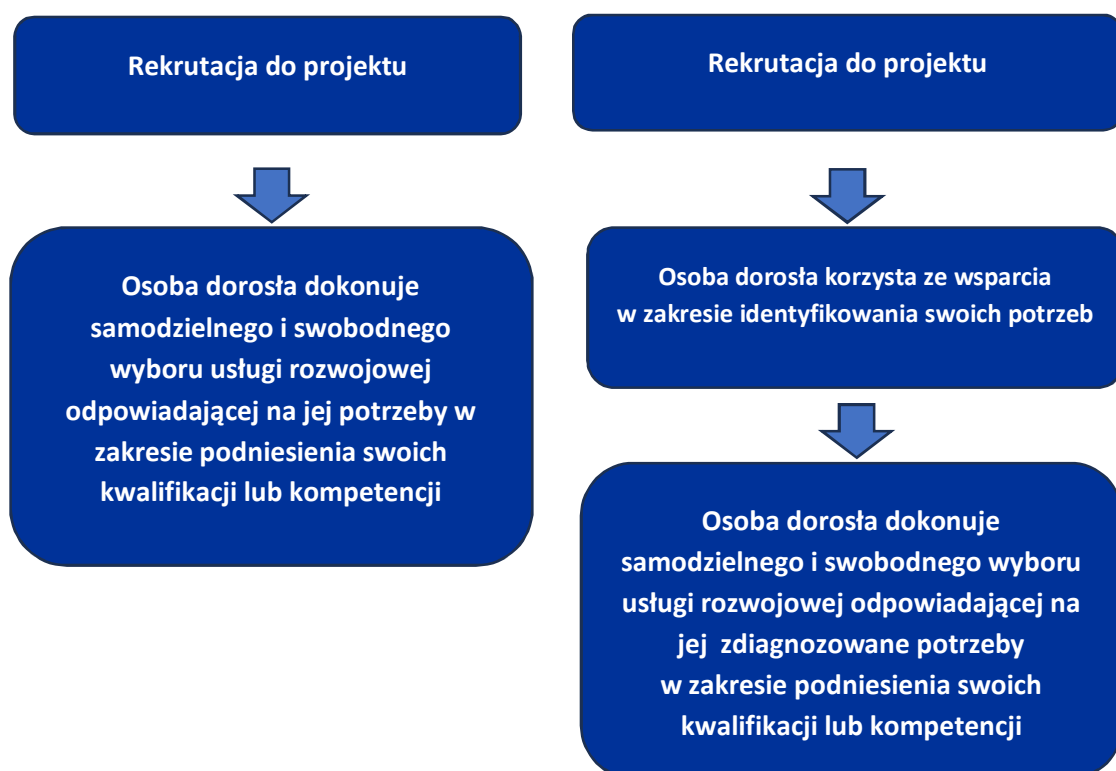 Rekrutacja do projektu
Osoba dorosła dokonuje
samodzielnego i swobodnego
wyboru usługi rozwojowej
odpowiadającej na jej potrzeby w
zakresie podniesienia swoich
kwalifikacji lub kompetencji
Rekrutacja do projektu
Osoba dorosła korzysta ze wsparcia
w zakresie identyfikowania swoich potrzeb
Osoba dorosła dokonuje
samodzielnego i swobodnego wyboru
usługi rozwojowej odpowiadającej na
jej zdiagnozowane potrzeby
w zakresie podniesienia swoich
kwalifikacji lub kompetencji